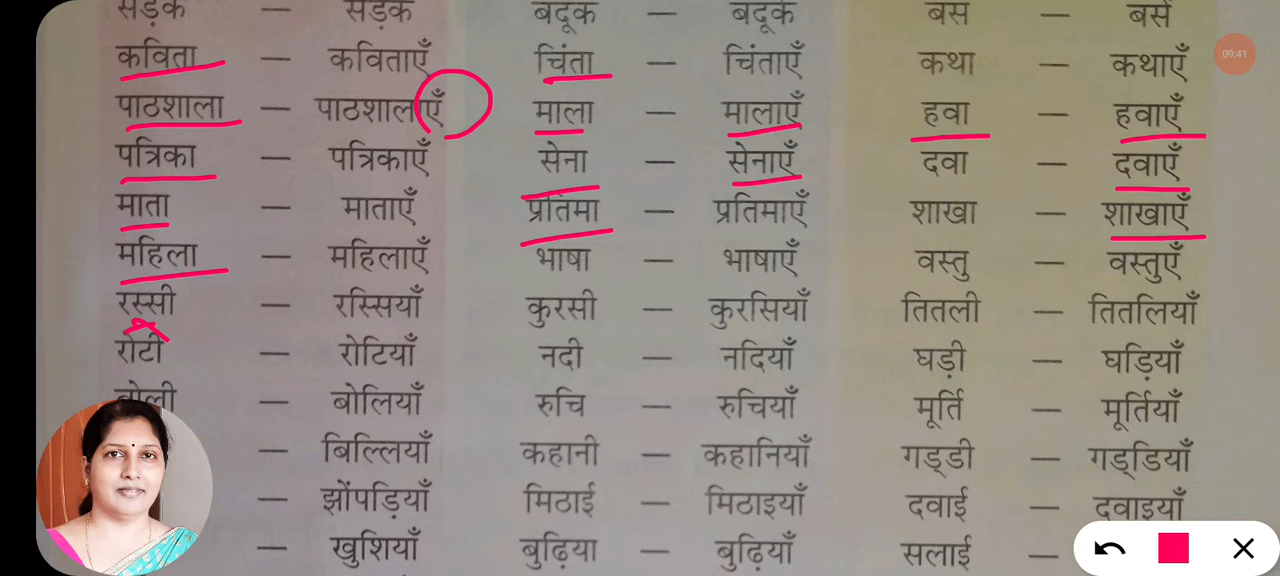 सड़क — सड़कें बंदूक — बंदूकें बस — बसें
कविता — कविताएँ चिंता — चिंताएँ कथा — कथाएँ 09:41
पाठशाला — पाठशालाएँ माला — मालाएँ हवा — हवाएँ
पत्रिका — पत्रिकाएँ सेना — सेनाएँ दवा — दवाएँ
माता — माताएँ प्रतिमा — प्रतिमाएँ शाखा — शाखाएँ
महिला — महिलाएँ भाषा — भाषाएँ वस्तु — वस्तुएँ
रस्सी — रस्सियाँ कुरसी — कुरसियाँ तितली — तितलियाँ
रोटी — रोटियाँ नदी — नदियाँ घड़ी — घड़ियाँ
बोली — बोलियाँ रुचि — रुचियाँ मूर्ति — मूर्तियाँ
— बिल्लियाँ कहानी — कहानियाँ गड्डी — गड्डियाँ
— झोंपड़ियाँ मिठाई — मिठाइयाँ दवाई — दवाइयाँ
— खुशियाँ बुढ़िया — बुढ़ियाँ सलाई —